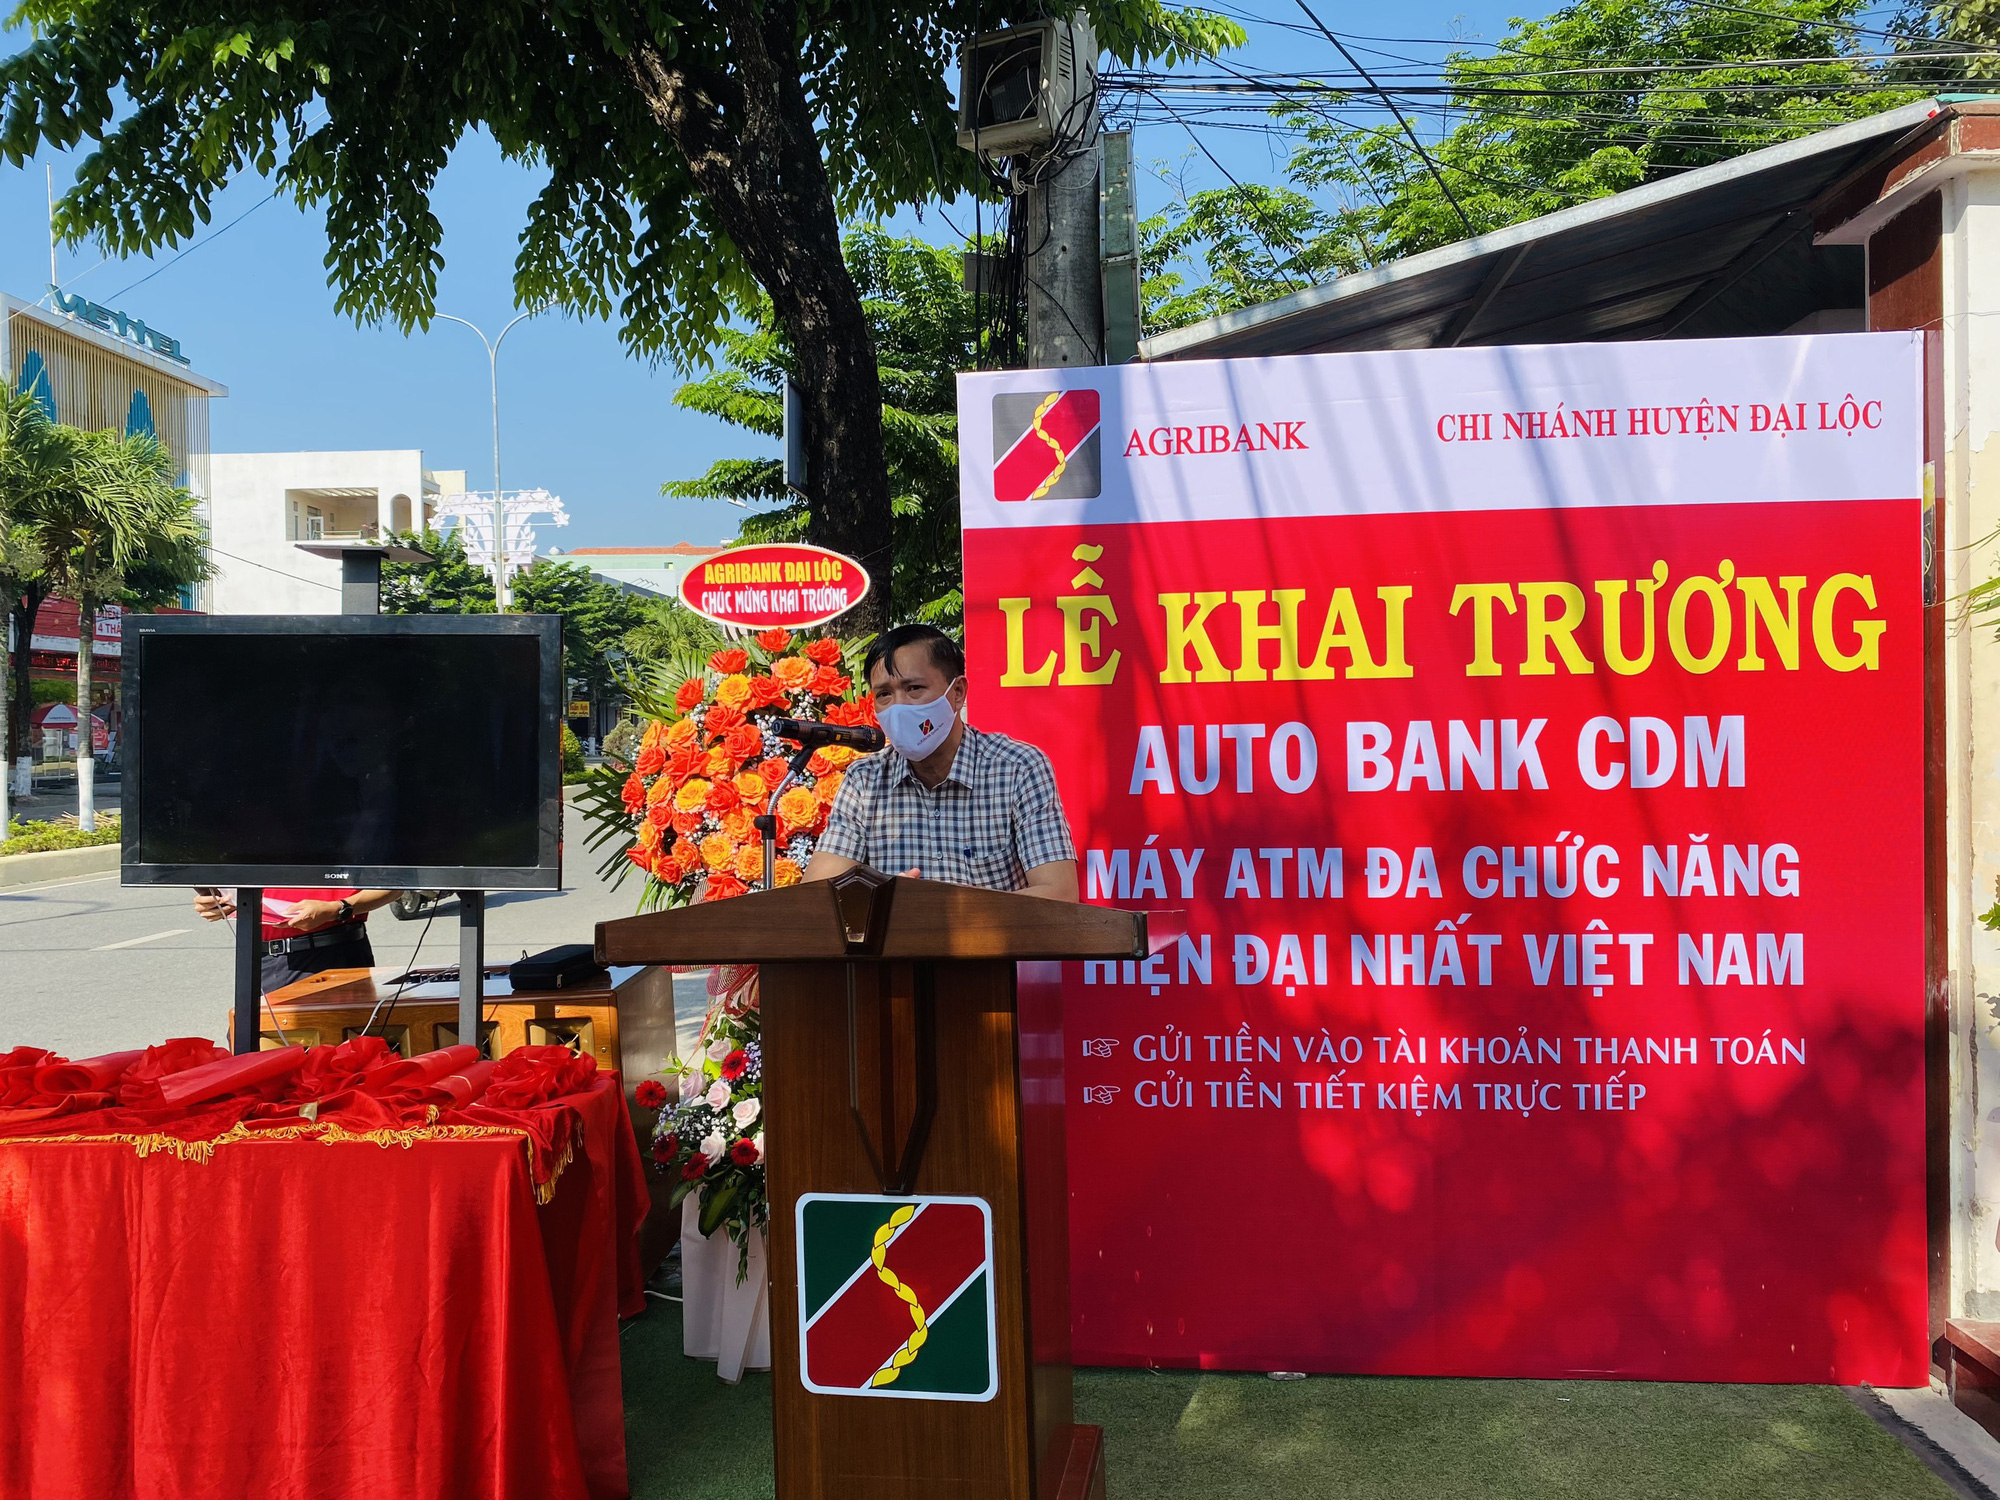 VIETTEL
AGRIBANK
CHI NHÁNH HUYỆN ĐẠI LỘC
LỄ KHAI TRƯƠNG
AUTO BANK CDM
MÁY ATM ĐA CHỨC NĂNG
HIỆN ĐẠI NHẤT VIỆT NAM
☞ GỬI TIỀN VÀO TÀI KHOẢN THANH TOÁN
☞ GỬI TIỀN TIẾT KIỆM TRỰC TIẾP
AGRIBANK ĐẠI LỘC
CHÚC MỪNG KHAI TRƯƠNG
BRAVIA
SONY